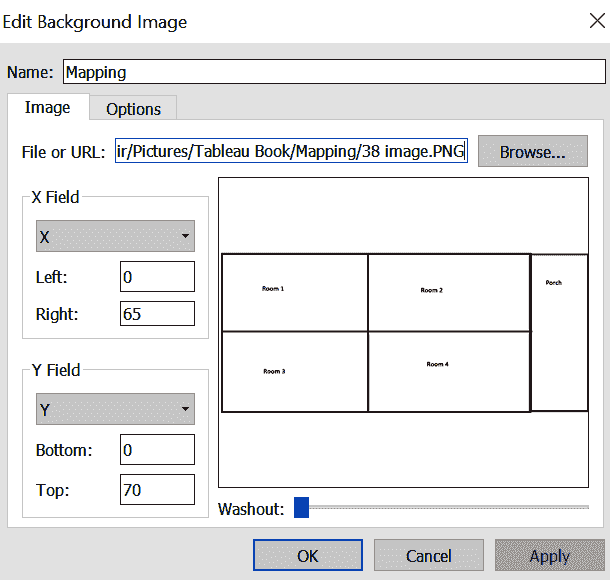 Edit Background Image
Name: Mapping
Image Options
File or URL: ir/Pictures/Tableau Book/Mapping/38 image.PNG Browse...
X Field
X
Left: 0
Right: 65
Y Field
Y
Bottom: 0
Top: 70
Room 1
Room 2
Porch
Room 3
Room 4
Washout:
OK Cancel Apply